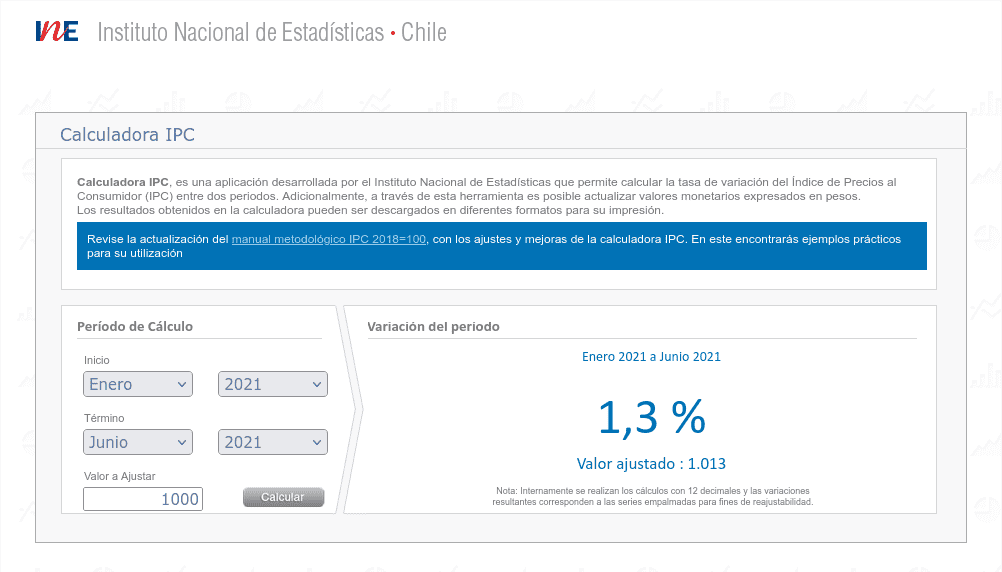 INE Instituto Nacional de Estadísticas • Chile
Calculadora IPC
Calculadora IPC, es una aplicación desarrollada por el Instituto Nacional de Estadísticas que permite calcular la tasa de variación del Índice de Precios al
Consumidor (IPC) entre dos periodos. Adicionalmente, a través de esta herramienta es posible actualizar valores monetarios expresados en pesos.
Los resultados obtenidos en la calculadora pueden ser descargados en diferentes formatos para su impresión.
Revise la actualización del manual metodológico IPC 2018=100, con los ajustes y mejoras de la calculadora IPC. En este encontrarás ejemplos prácticos
para su utilización
Período de Cálculo
Inicio
Enero 2021
Término
Junio 2021
Valor a Ajustar
1000 Calcular
Variación del periodo
Enero 2021 a Junio 2021
1,3 %
Valor ajustado : 1.013
Nota: Internamente se realizan los cálculos con 12 decimales y las variaciones
resultantes corresponden a las series empalmadas para fines de reajustabilidad.